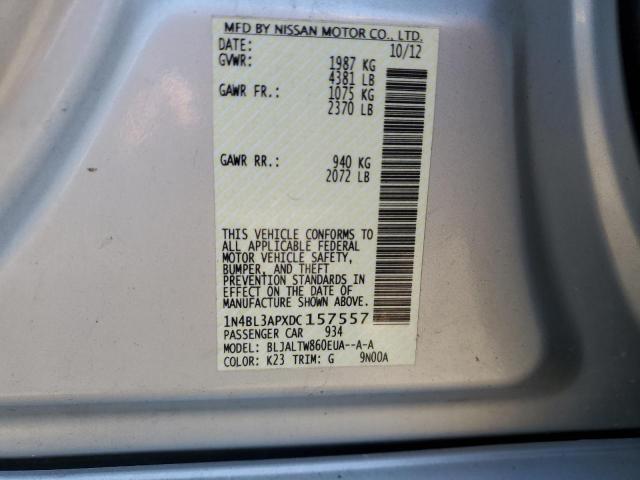 MFD BY NISSAN MOTOR CO., LTD.
DATE: 10/12
GVWR: 1987 KG
4381 LB
GAWR FR.: 1075 KG
2370 LB
GAWR RR.: 940 KG
2072 LB
THIS VEHICLE CONFORMS TO
ALL APPLICABLE FEDERAL
MOTOR VEHICLE SAFETY,
BUMPER, AND THEFT
PREVENTION STANDARDS IN
EFFECT ON THE DATE OF
MANUFACTURE SHOWN ABOVE.
1N4BL3APXDC157557
PASSENGER CAR 934
MODEL: BLJALTW860EUA--A-A
COLOR: K23 TRIM: G 9N00A